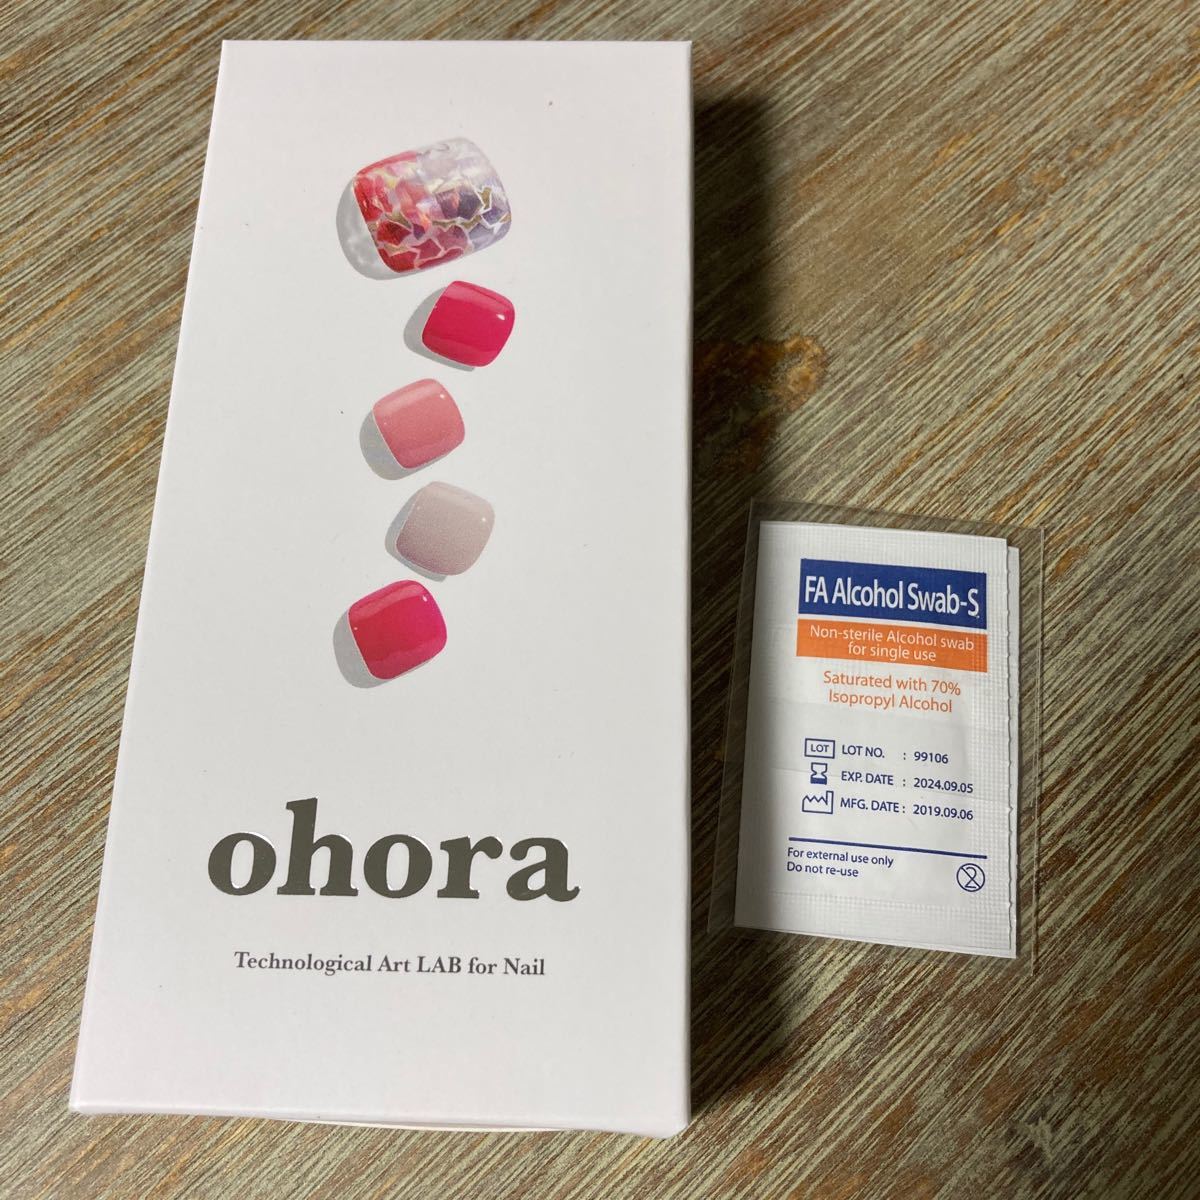 ohora
Technological Art LAB for Nail
FA Alcohol Swab-S
Non-sterile Alcohol swab
for single use
Saturated with 70%
Isopropyl Alcohol
LOT LOT NO. : 99106
EXP. DATE : 2024.09.05
MFG. DATE : 2019.09.06
For external use only
Do not re-use
2